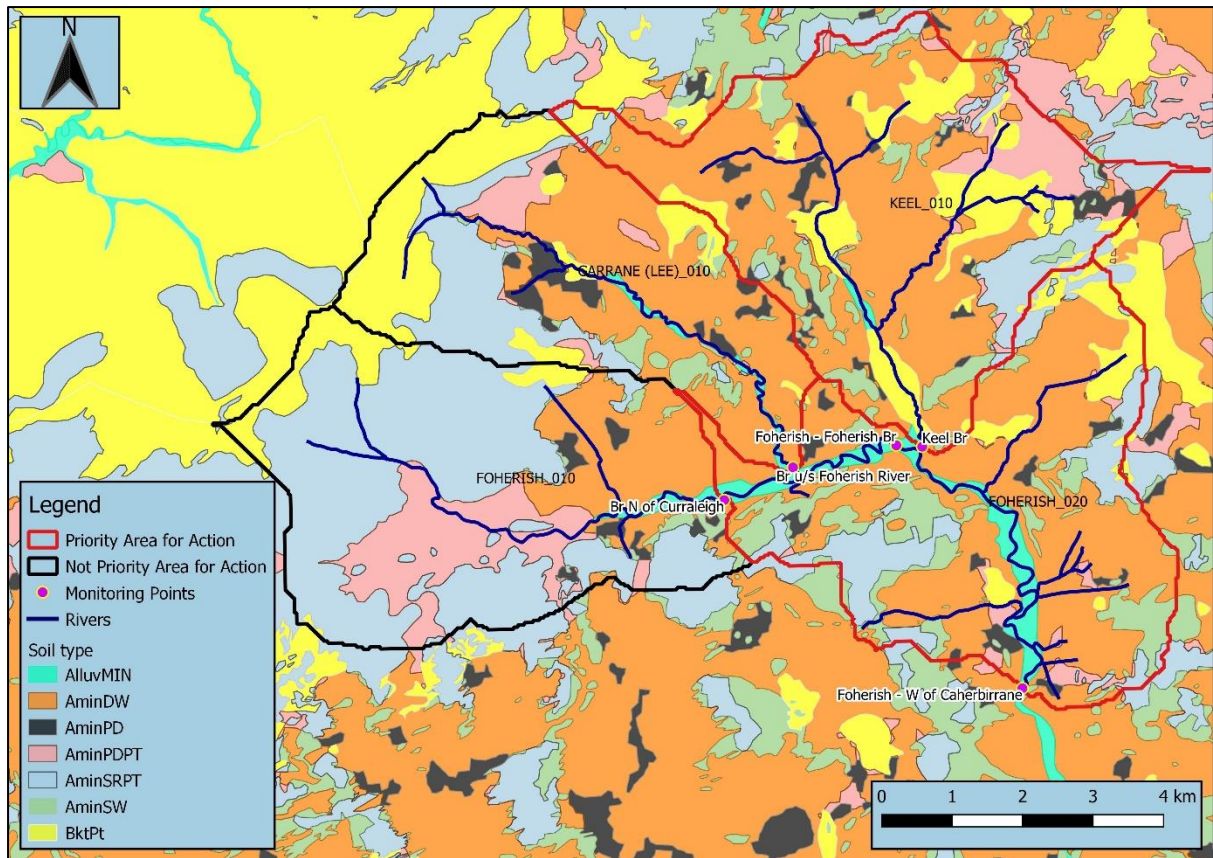 N
KEEL_010
GARRANE (LEE)_010
Foherish - Foherish Br
Keel Br
Br u/s Foherish River
FOHERISH_010
Br N of Curraleigh
FOHERISH_020
Foherish - W of Caherbirrane
Legend
Priority Area for Action
Not Priority Area for Action
Monitoring Points
Rivers
Soil type
AlluvMIN
AminDW
AminPD
AminPDPT
AminSRPT
AminSW
BktPt
0 1 2 3 4 km